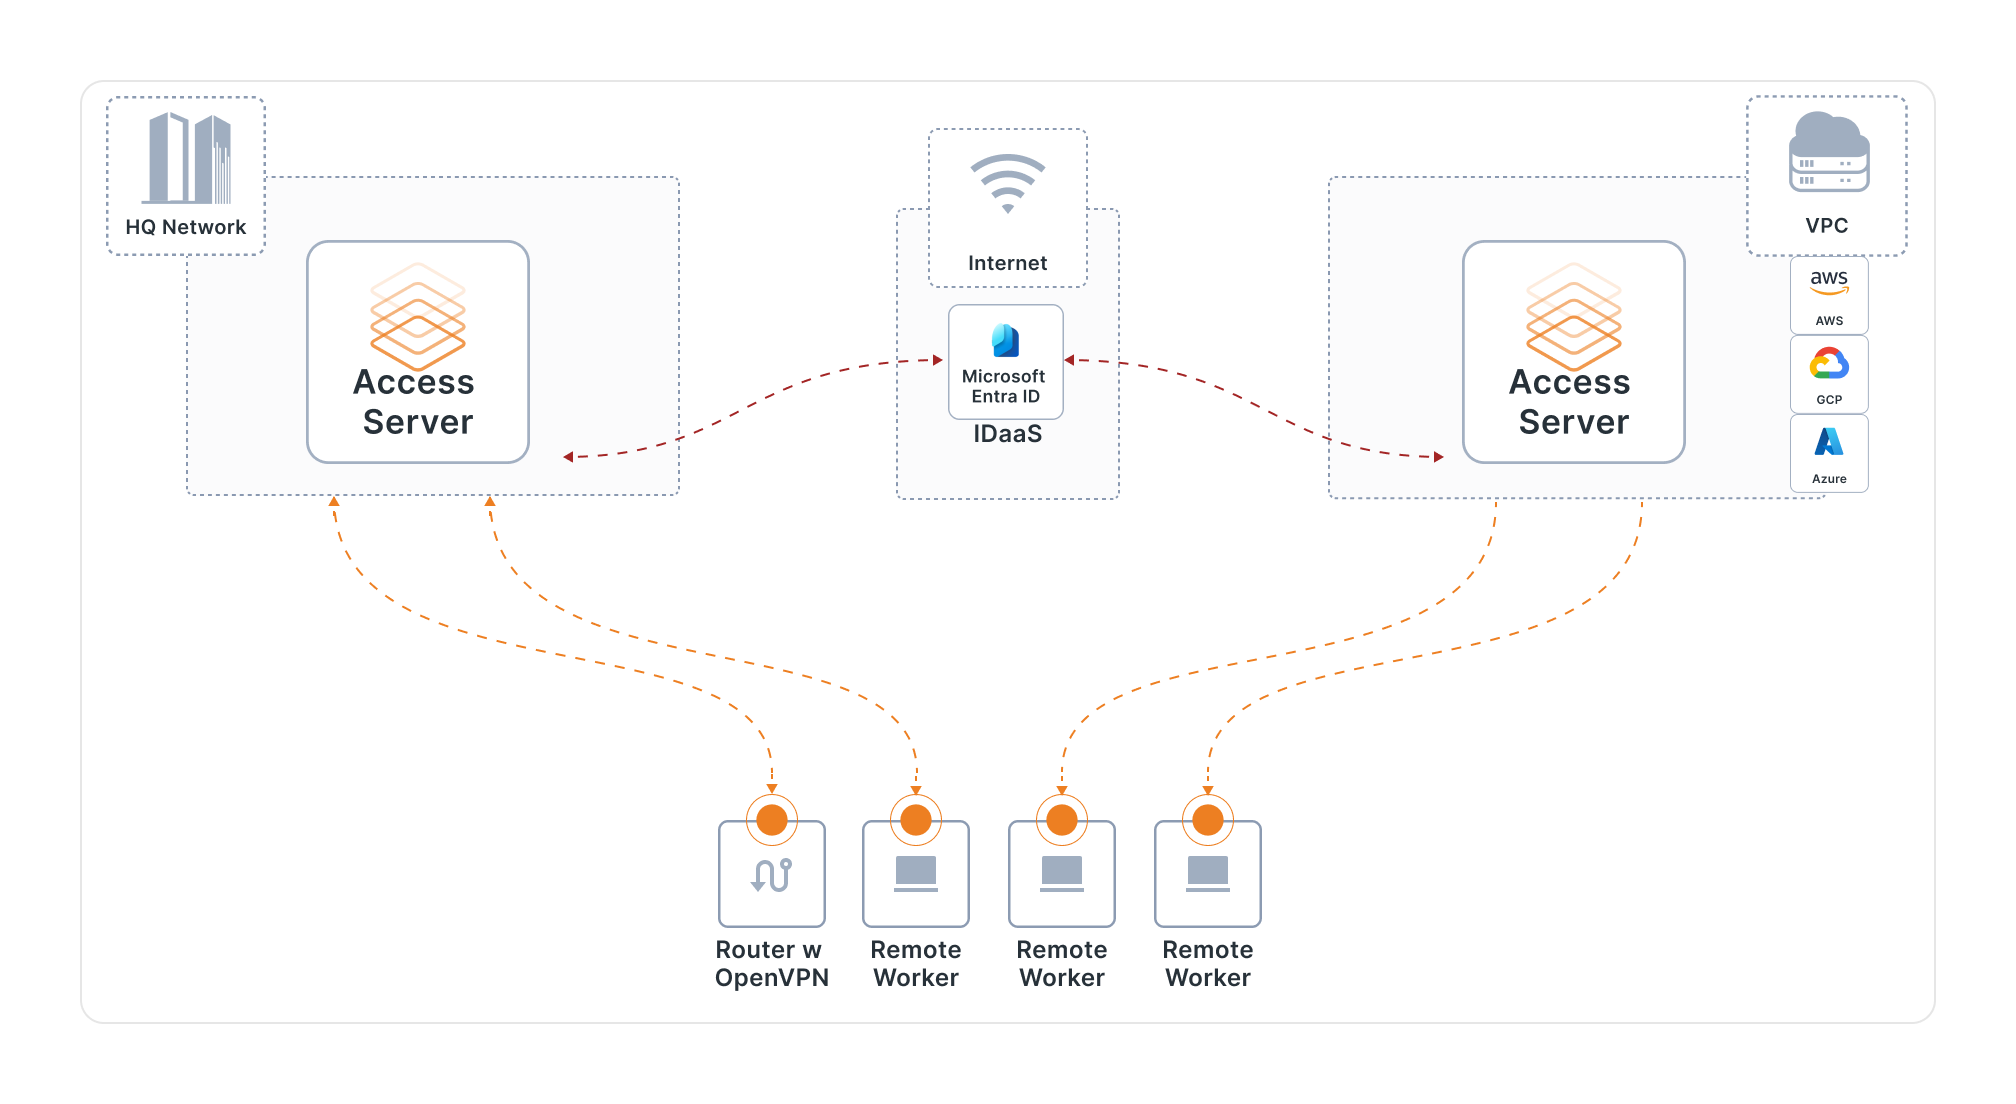 HQ Network
Access
Server
Internet
Microsoft
Entra ID
IDaaS
VPC
Access
Server
aws
AWS
GCP
Azure
Router w
OpenVPN
Remote
Worker
Remote
Worker
Remote
Worker